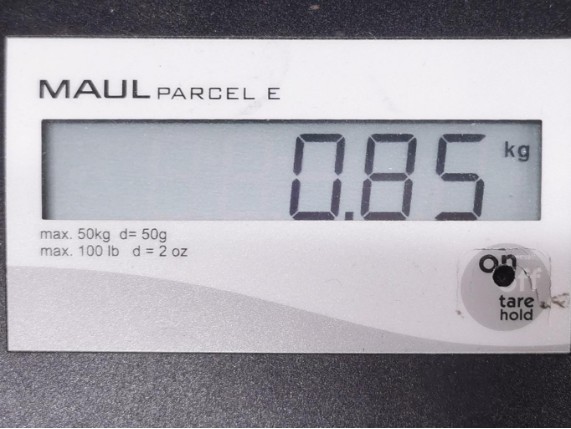 MAUL PARCEL E
0.85 kg
max. 50kg d= 50g
max. 100 lb d = 2 oz
on
off
tare
hold